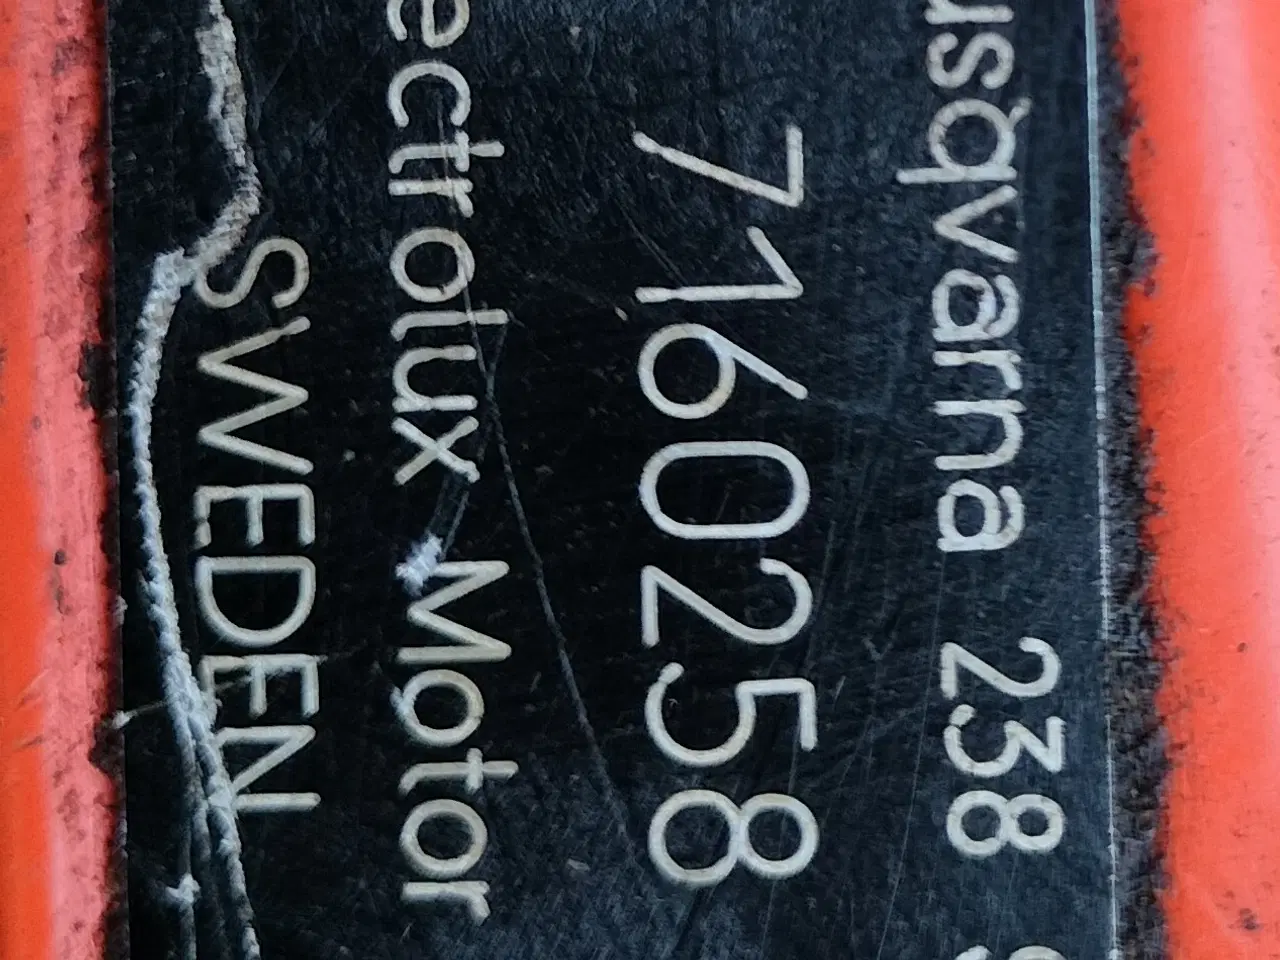 usqvarna 238 S
7160258
ectrolux Motor
SWEDEN